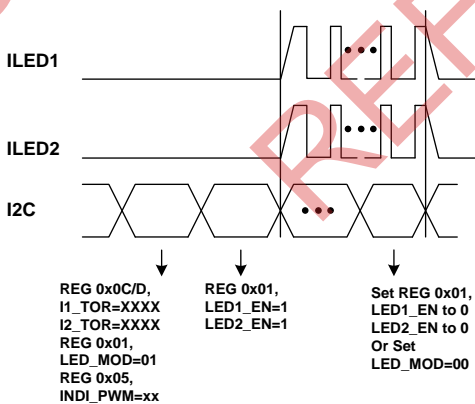 REF
ILED1
ILED2
I2C
REG 0x0C/D,
I1_TOR=XXXX
I2_TOR=XXXX
REG 0x01,
LED_MOD=01
REG 0x05,
INDI_PWM=xx
REG 0x01,
LED1_EN=1
LED2_EN=1
Set REG 0x01,
LED1_EN to 0
LED2_EN to 0
Or Set
LED_MOD=00